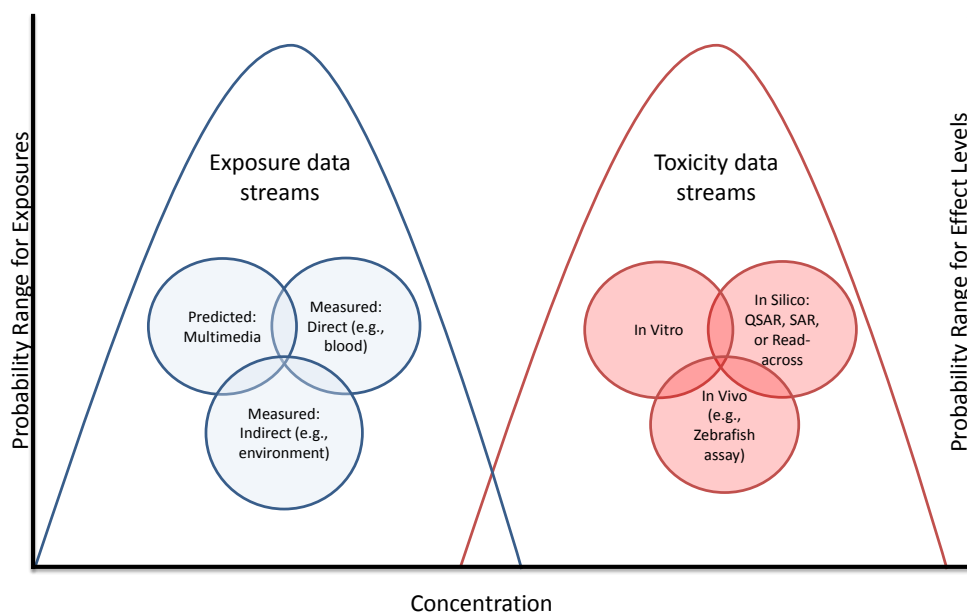 Probability Range for Exposures
Exposure data
streams
Predicted:
Multimedia
Measured:
Direct (e.g.,
blood)
Measured:
Indirect (e.g.,
environment)
Toxicity data
streams
In Vitro
In Silico:
QSAR, SAR,
or Read-
across
In Vivo
(e.g.,
Zebrafish
assay)
Probability Range for Effect Levels
Concentration